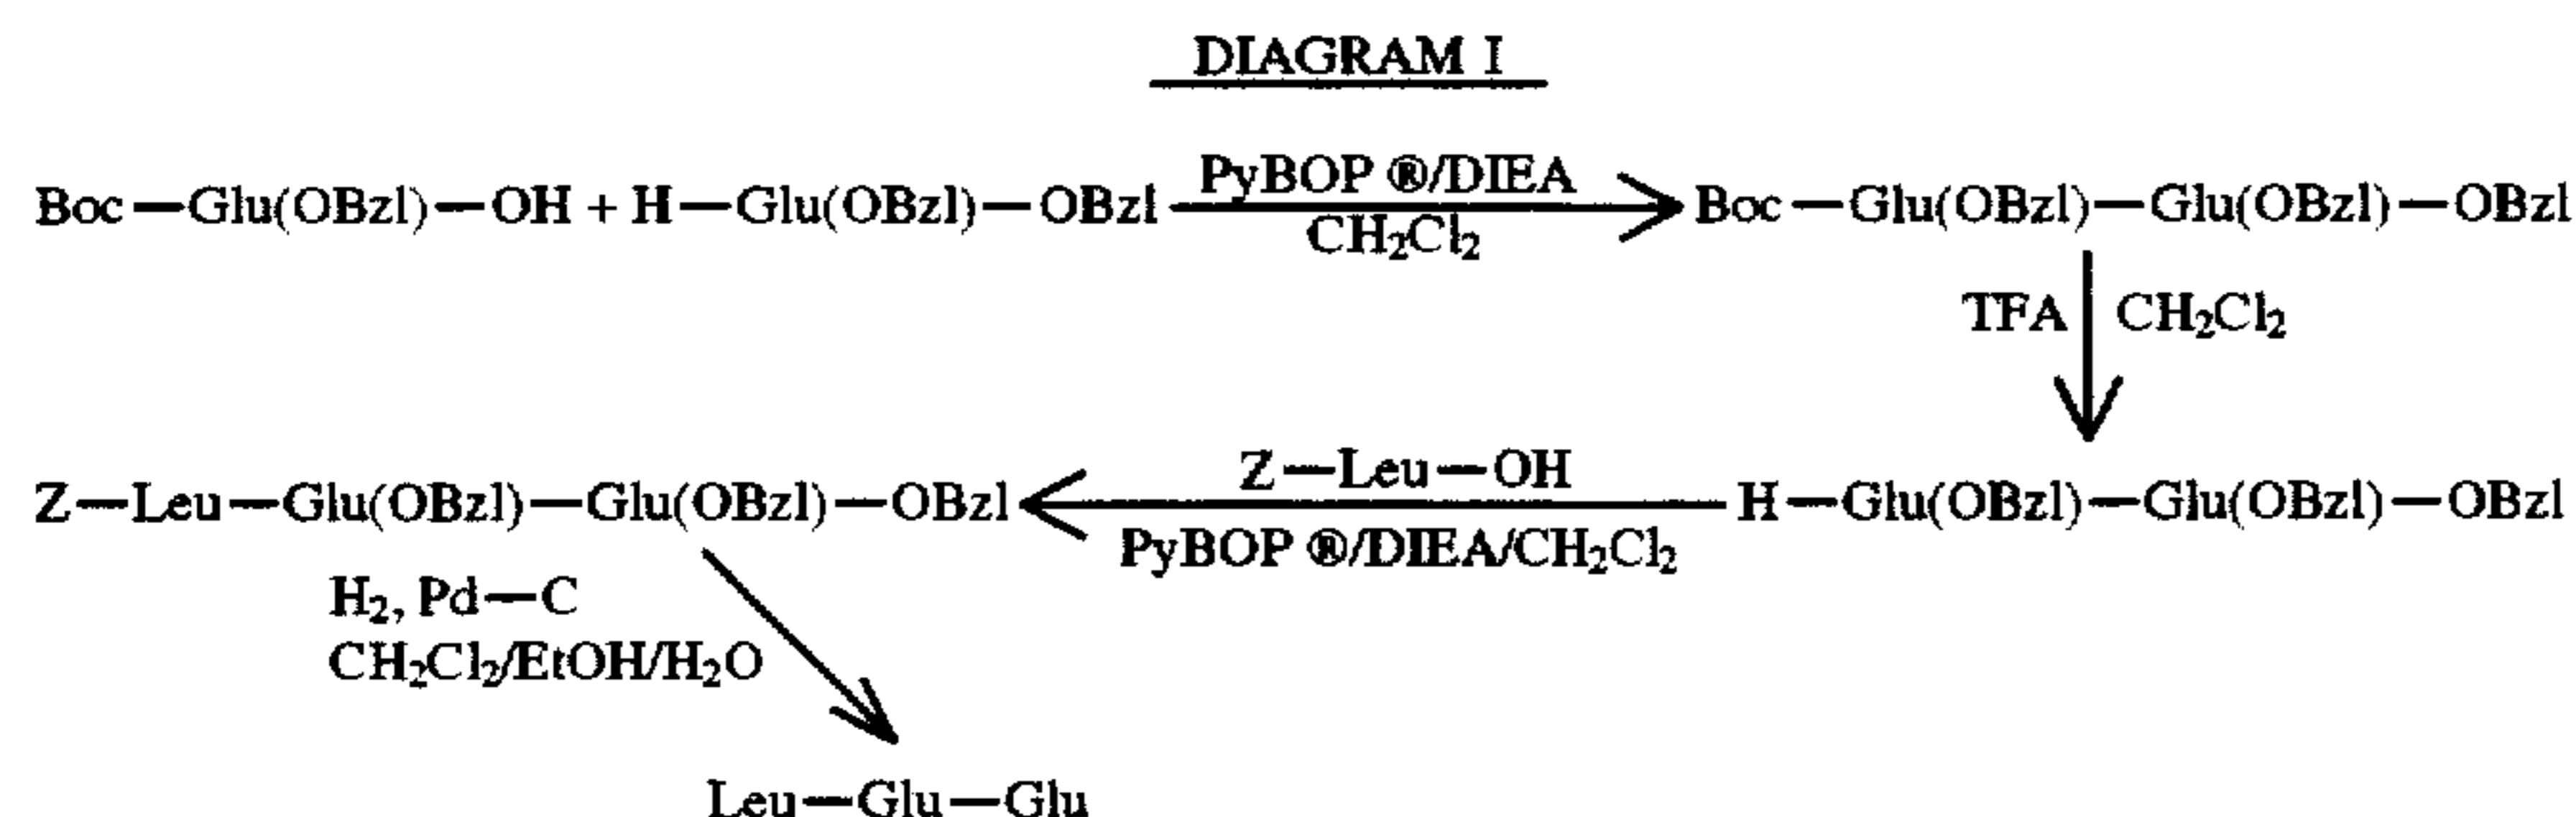 DIAGRAM I
PyBOP ®/DIEA
Boc—Glu(OBzl)—OH + H—Glu(OBzl)—OBzl Boc—Glu(OBzl)—Glu(OBzl)—OBzl
CH₂Cl₂
TFA CH₂Cl₂
Z—Leu—OH
Z—Leu—Glu(OBzl)—Glu(OBzl)—OBzl H—Glu(OBzl)—Glu(OBzl)—OBzl
PyBOP ®/DIEA/CH₂Cl₂
H₂, Pd—C
CH₂Cl₂/EtOH/H₂O
Leu—Glu—Glu